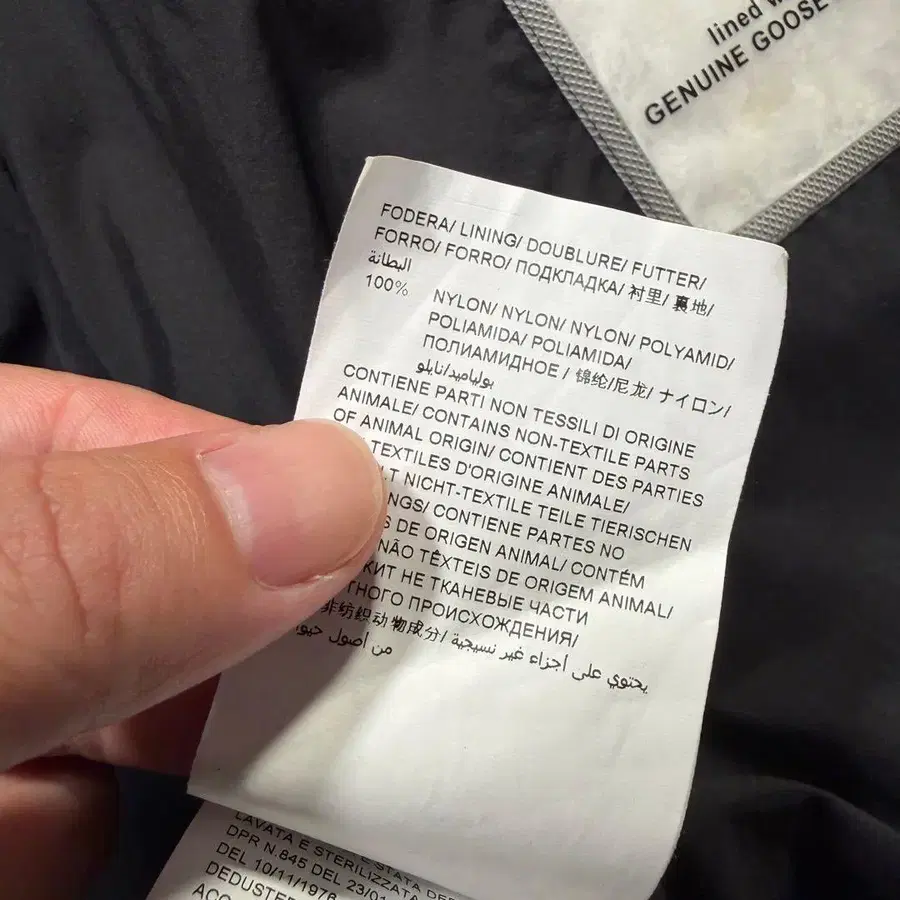 lined
GENUINE GOOSE
FODERA/ LINING/ DOUBLURE/ FUTTER/
FORRO/ FORRO/ ПОДКЛАДКА/ 衬里/ 裏地/
البطانة
100%
NYLON/ NYLON/ NYLON/ POLYAMID/
POLIAMIDA/ POLIAMIDA/
ПОЛИАМИДНОЕ / 锦纶/尼龙/ ナイロン/
بولياميد/نايلو
CONTIENE PARTI NON TESSILI DI ORIGINE
ANIMALE/ CONTAINS NON-TEXTILE PARTS
OF ANIMAL ORIGIN/ CONTIENT DES PARTIES
TEXTILES D'ORIGINE ANIMALE/
LT NICHT-TEXTILE TEILE TIERISCHEN
NGS/ CONTIENE PARTES NO
S DE ORIGEN ANIMAL/ CONTÉM
NÃO TÊXTEIS DE ORIGEM ANIMAL/
КИТ НЕ ТКАНЕВЫЕ ЧАСТИ
ТНОГО ПРОИСХОЖДЕНИЯ/
非纺织动物成分/ يحتوي على أجزاء غير نسيجية
من أصول حيو
LAVATA E STERILIZZATA
DPR N.845 DEL 23/01
DEL 10/11/1976
DEDUSTE